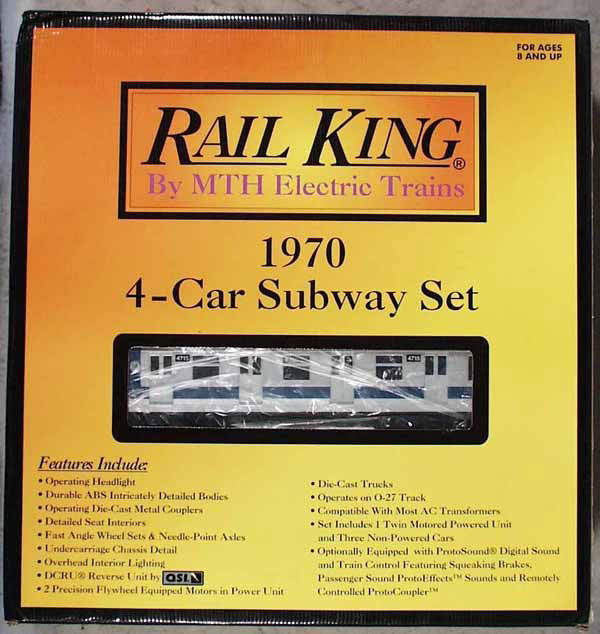 FOR AGES
8 AND UP
RAIL KING®
By MTH Electric Trains
1970
4-Car Subway Set
4715 4715
Features Include:
• Operating Headlight
• Durable ABS Intricately Detailed Bodies
• Operating Die-Cast Metal Couplers
• Detailed Seat Interiors
• Fast Angle Wheel Sets & Needle-Point Axles
• Undercarriage Chassis Detail
• Overhead Interior Lighting
• DCRU® Reverse Unit by QSI
• 2 Precision Flywheel Equipped Motors in Power Unit
• Die-Cast Trucks
• Operates on O-27 Track
• Compatible With Most AC Transformers
• Set Includes 1 Twin Motored Powered Unit
and Three Non-Powered Cars
• Optionally Equipped with ProtoSound® Digital Sound
and Train Control Featuring Squeaking Brakes,
Passenger Sound ProtoEffects™ Sounds and Remotely
Controlled ProtoCoupler™